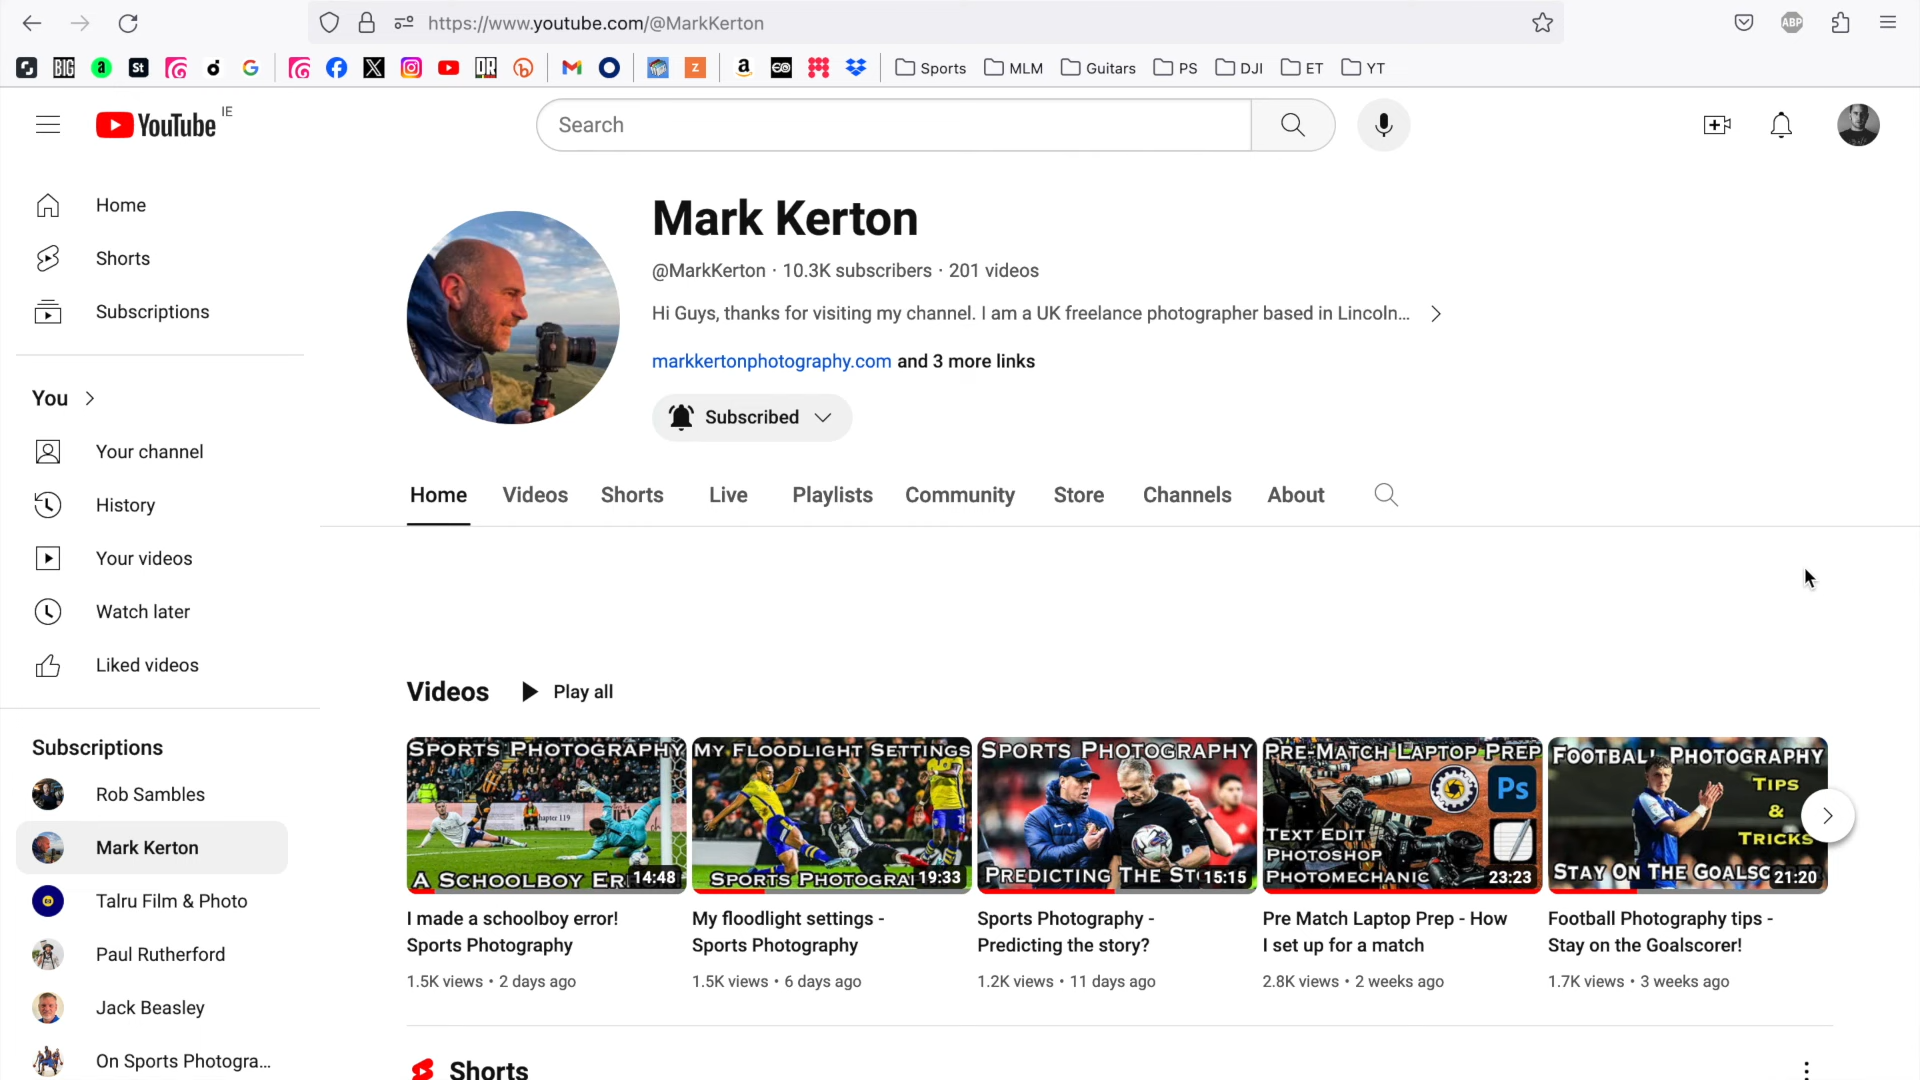 https://www.youtube.com/@MarkKerton
ABP
BIG
a
St
Sports
MLM
Guitars
PS
DJI
ET
YT
YouTube IE
Search
Home
Shorts
Subscriptions
You
Your channel
History
Your videos
Watch later
Liked videos
Subscriptions
Rob Sambles
Mark Kerton
Talru Film & Photo
Paul Rutherford
Jack Beasley
On Sports Photogra...
Mark Kerton
@MarkKerton · 10.3K subscribers · 201 videos
Hi Guys, thanks for visiting my channel. I am a UK freelance photographer based in Lincoln...
markkertonphotography.com and 3 more links
Subscribed
Home Videos Shorts Live Playlists Community Store Channels About
Videos Play all
SPORTS PHOTOGRAPHY
A SCHOOLBOY ER
14:48
I made a schoolboy error!
Sports Photography
1.5K views • 2 days ago
MY FLOODLIGHT SETTINGS
SPORTS PHOTOGRA
19:33
My floodlight settings -
Sports Photography
1.5K views • 6 days ago
SPORTS PHOTOGRAPHY
PREDICTING THE ST
15:15
Sports Photography -
Predicting the story?
1.2K views • 11 days ago
PRE-MATCH LAPTOP PREP
Ps
TEXT EDIT
PHOTOSHOP
PHOTOMECHANIC
23:23
Pre Match Laptop Prep - How
I set up for a match
2.8K views • 2 weeks ago
FOOTBALL PHOTOGRAPHY
TIPS
&
TRICKS
STAY ON THE GOALSC
21:20
Football Photography tips -
Stay on the Goalscorer!
1.7K views • 3 weeks ago
Shorts